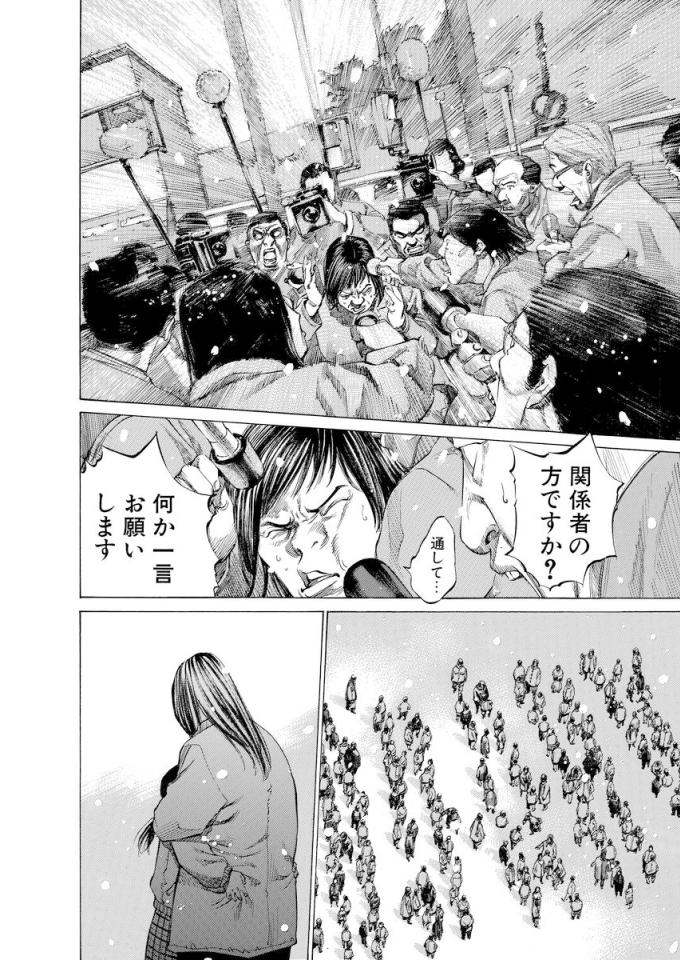 関係者の
方ですか？
通して…
何か一言
お願い
します